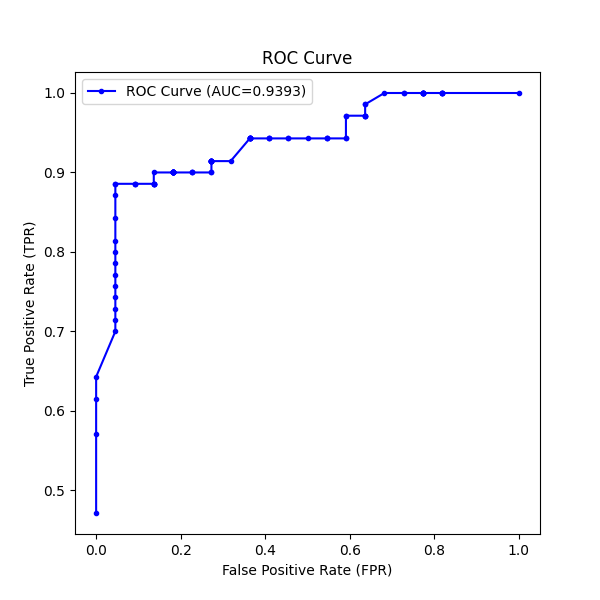 ROC Curve
ROC Curve (AUC=0.9393)
1.0
0.9
0.8
0.7
0.6
0.5
True Positive Rate (TPR)
0.0 0.2 0.4 0.6 0.8 1.0
False Positive Rate (FPR)